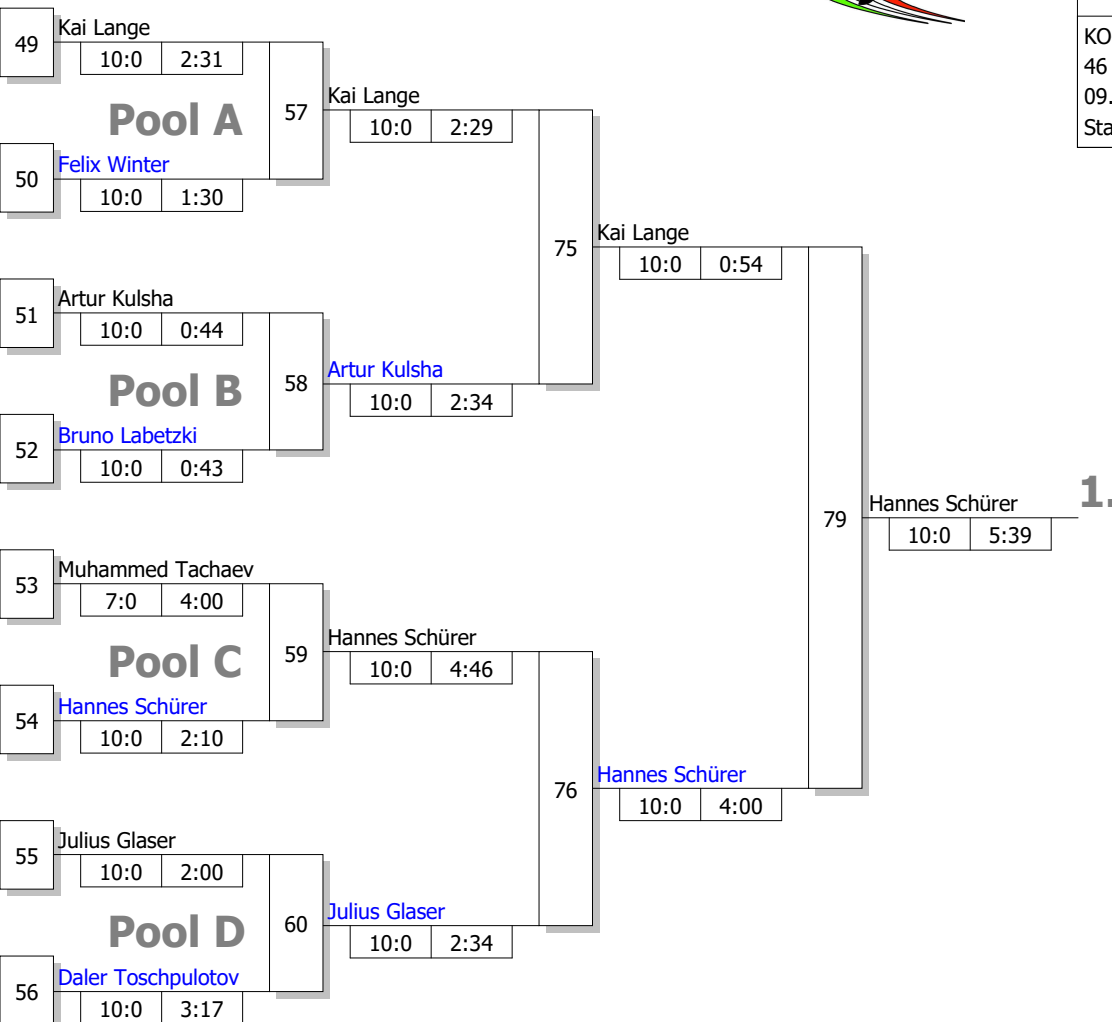 KO
46
09.
Sta
49
Kai Lange
10:0 2:31
Pool A
57
Kai Lange
10:0 2:29
50
Felix Winter
10:0 1:30
75
Kai Lange
10:0 0:54
51
Artur Kulsha
10:0 0:44
Pool B
58
Artur Kulsha
10:0 2:34
52
Bruno Labetzki
10:0 0:43
79
Hannes Schürer
10:0 5:39
1.
53
Muhammed Tachaev
7:0 4:00
Pool C
59
Hannes Schürer
10:0 4:46
54
Hannes Schürer
10:0 2:10
76
Hannes Schürer
10:0 4:00
55
Julius Glaser
10:0 2:00
Pool D
60
Julius Glaser
10:0 2:34
56
Daler Toschpulotov
10:0 3:17